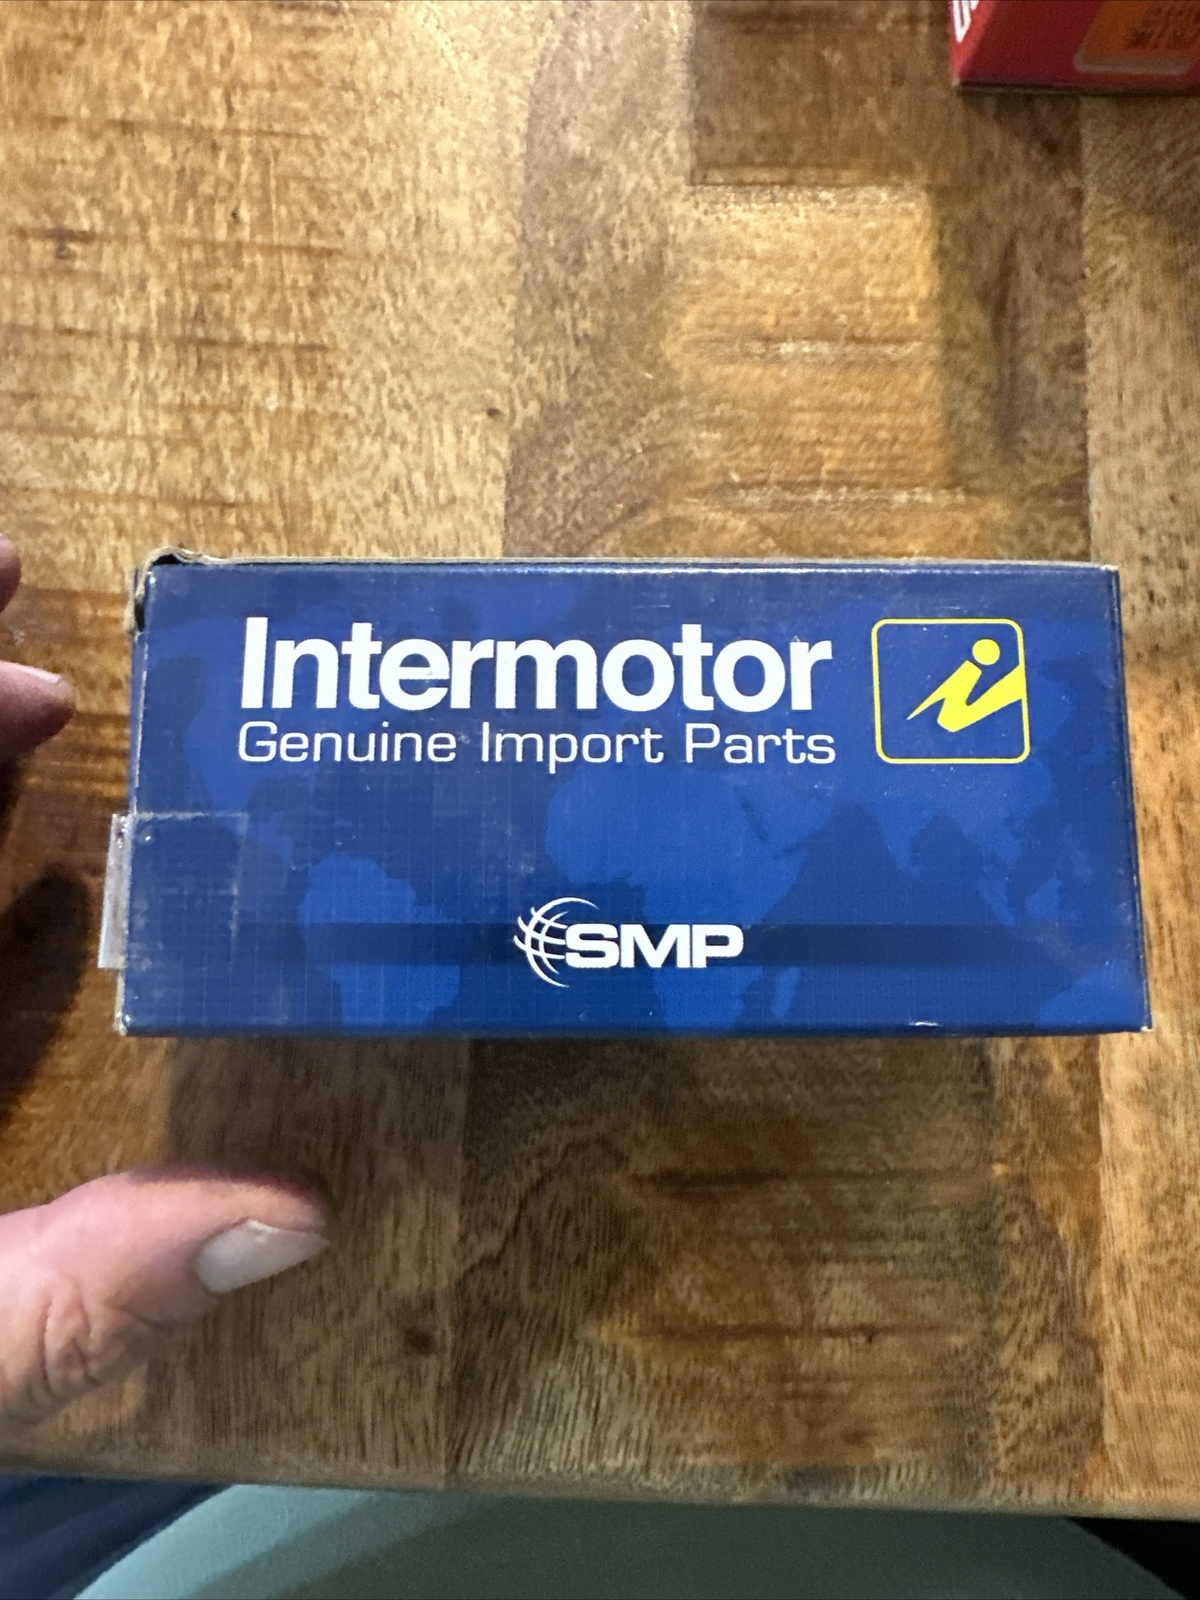 Intermotor
Genuine Import Parts
SMP